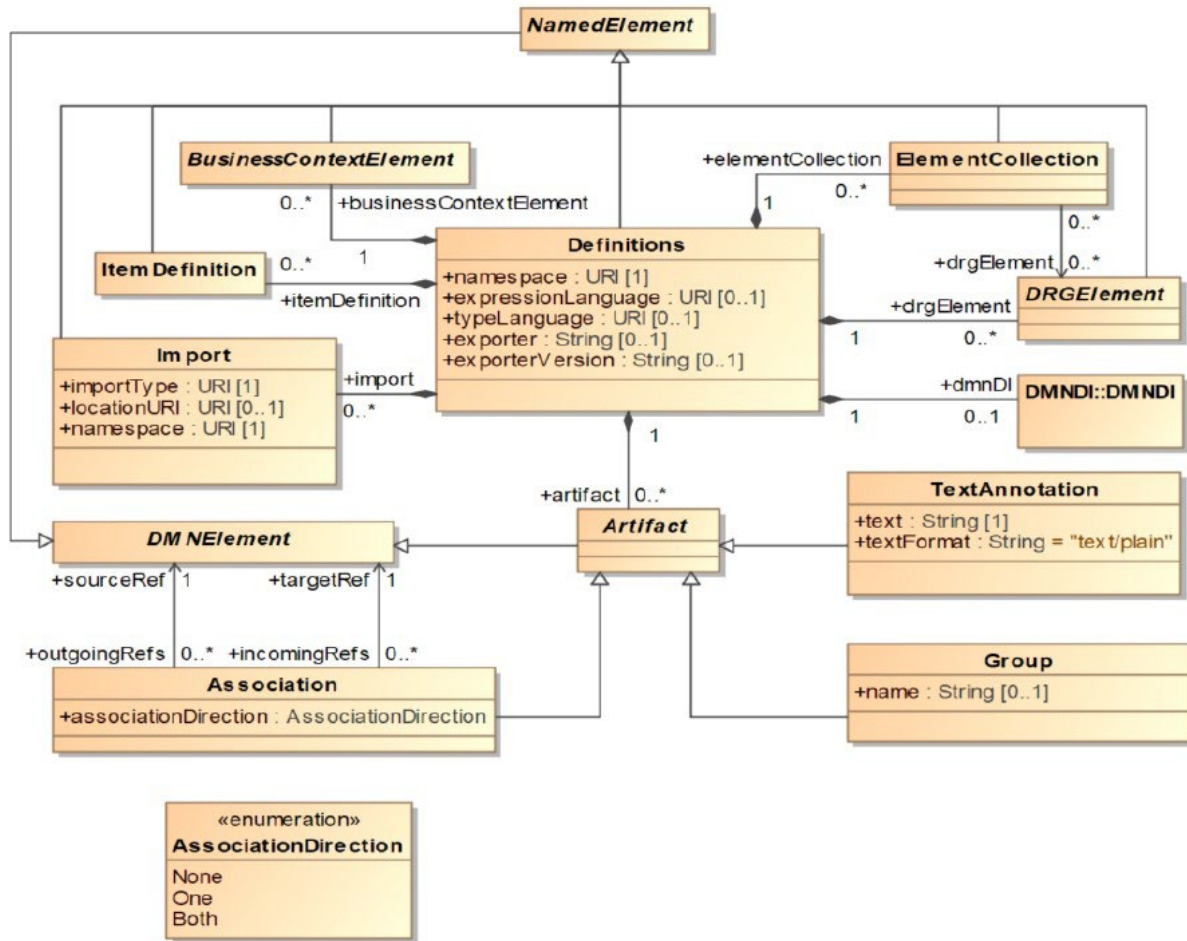 NamedElement
BusinessContextElement
0..*
+businessContextElement
1
+elementCollection
0..*
1
ElementCollection
0..*
+drgElement
0..*
ItemDefinition
0..*
+itemDefinition
Definitions
+namespace : URI [1]
+expressionLanguage : URI [0..1]
+typeLanguage : URI [0..1]
+exporter : String [0..1]
+exporterVersion : String [0..1]
+drgElement
1
0..*
DRGElement
Import
+importType : URI [1]
+locationURI : URI [0..1]
+namespace : URI [1]
+import
0..*
+dmnDI
1
0..1
DMNDI::DMNDI
1
+artifact
0..*
Artifact
TextAnnotation
+text : String [1]
+textFormat : String = "text/plain"
DMNElement
+sourceRef
1
+targetRef
1
+outgoingRefs
0..*
+incomingRefs
0..*
Association
+associationDirection : AssociationDirection
Group
+name : String [0..1]
«enumeration»
AssociationDirection
None
One
Both